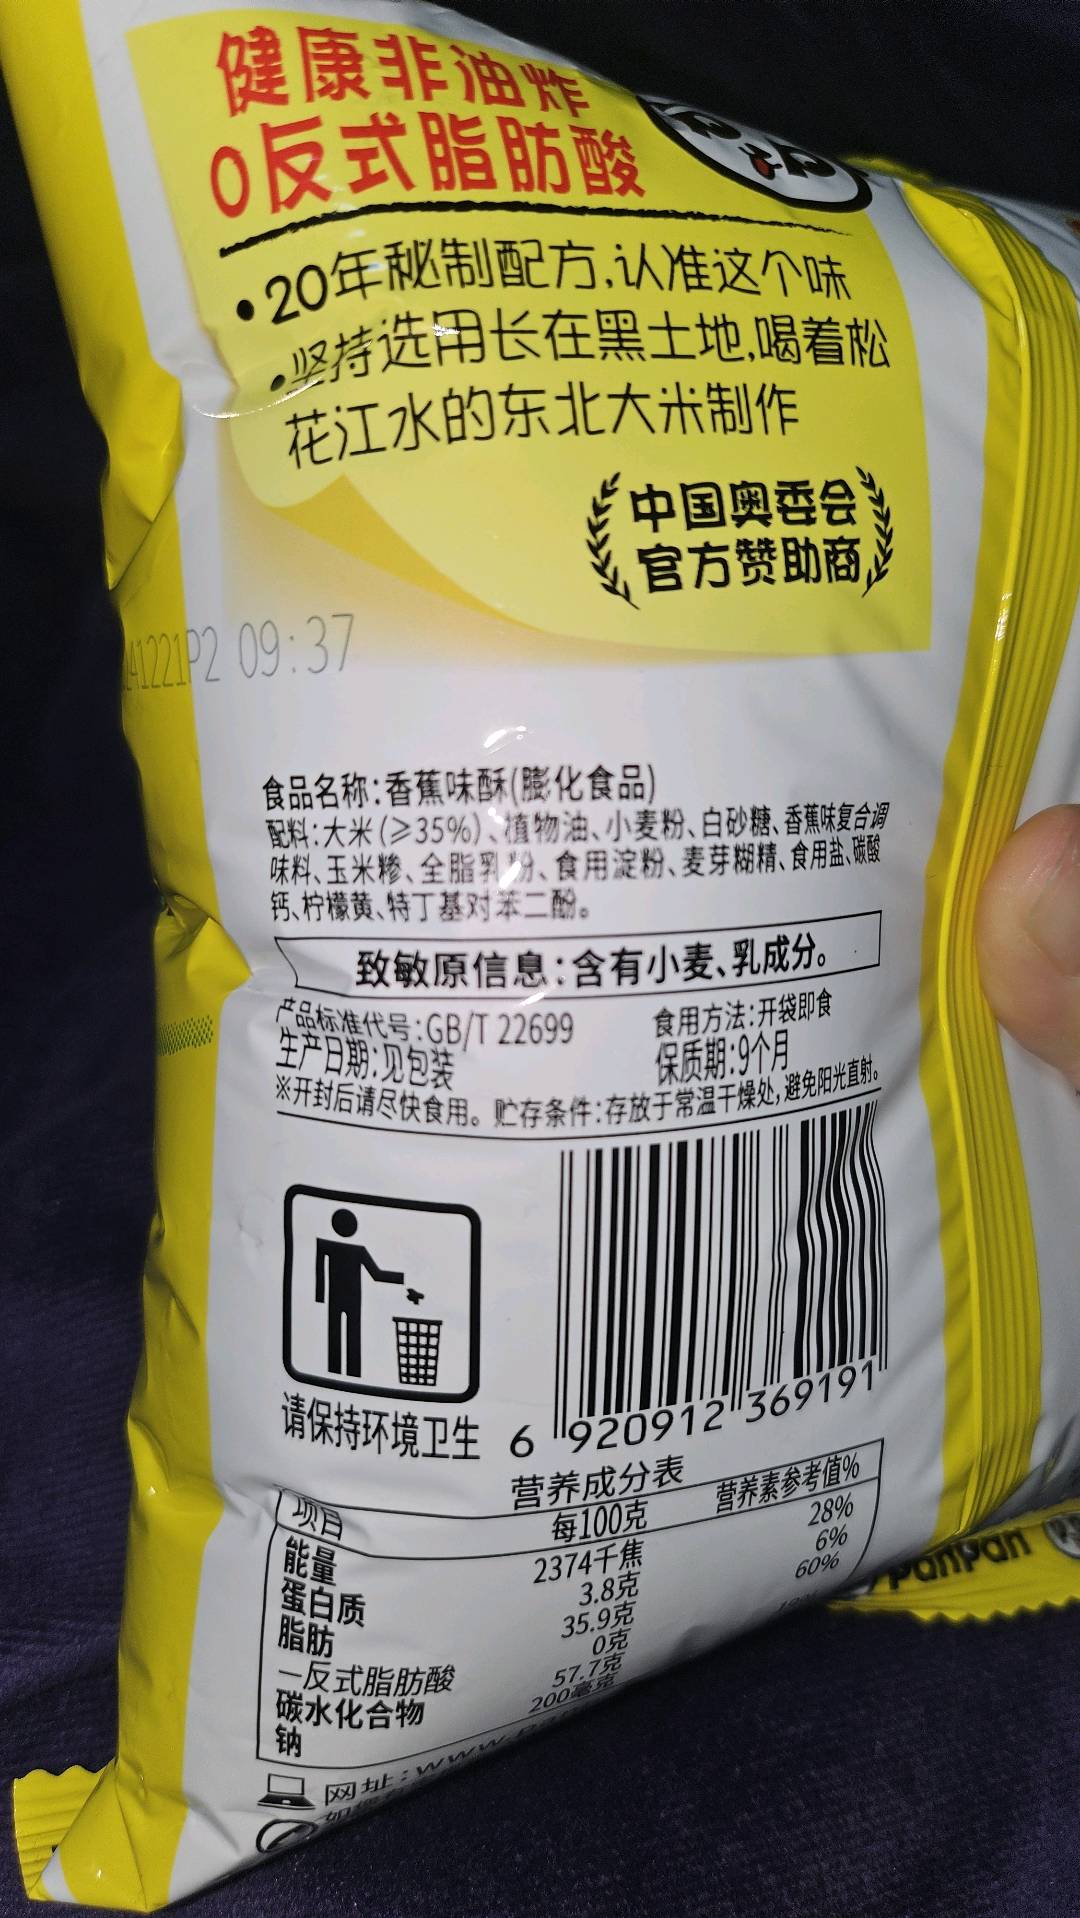 健康非油炸
0反式脂肪酸
•20年秘制配方,认准这个味
•坚持选用长在黑土地,喝着松
花江水的东北大米制作
中国奥委会
官方赞助商
41221P2 09:37
食品名称:香蕉味酥(膨化食品)
配料:大米(≥35%)、植物油、小麦粉、白砂糖、香蕉味复合调
味料、玉米糁、全脂乳粉、食用淀粉、麦芽糊精、食用盐、碳酸
钙、柠檬黄、特丁基对苯二酚。
致敏原信息:含有小麦、乳成分。
产品标准代号:GB/T 22699 食用方法:开袋即食
生产日期:见包装 保质期:9个月
※开封后请尽快食用。贮存条件:存放于常温干燥处,避免阳光直射。
请保持环境卫生
6 920912 369191
营养成分表
项目 每100克 营养素参考值%
能量 2374千焦 28%
蛋白质 3.8克 6%
脂肪 35.9克 60%
—反式脂肪酸 0克
碳水化合物 57.7克
钠 200毫克
网址:www.
panpan